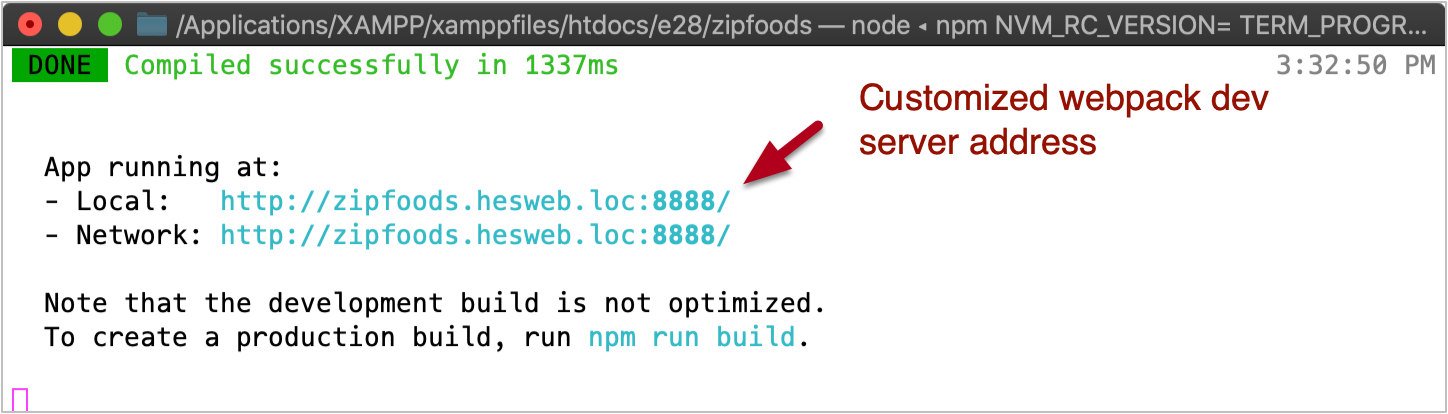 /Applications/XAMPP/xamppfiles/htdocs/e28/zipfoods — node ◂ npm NVM_RC_VERSION= TERM_PROGR...
DONE Compiled successfully in 1337ms 3:32:50 PM
Customized webpack dev
server address
App running at:
- Local: http://zipfoods.hesweb.loc:8888/
- Network: http://zipfoods.hesweb.loc:8888/
Note that the development build is not optimized.
To create a production build, run npm run build.